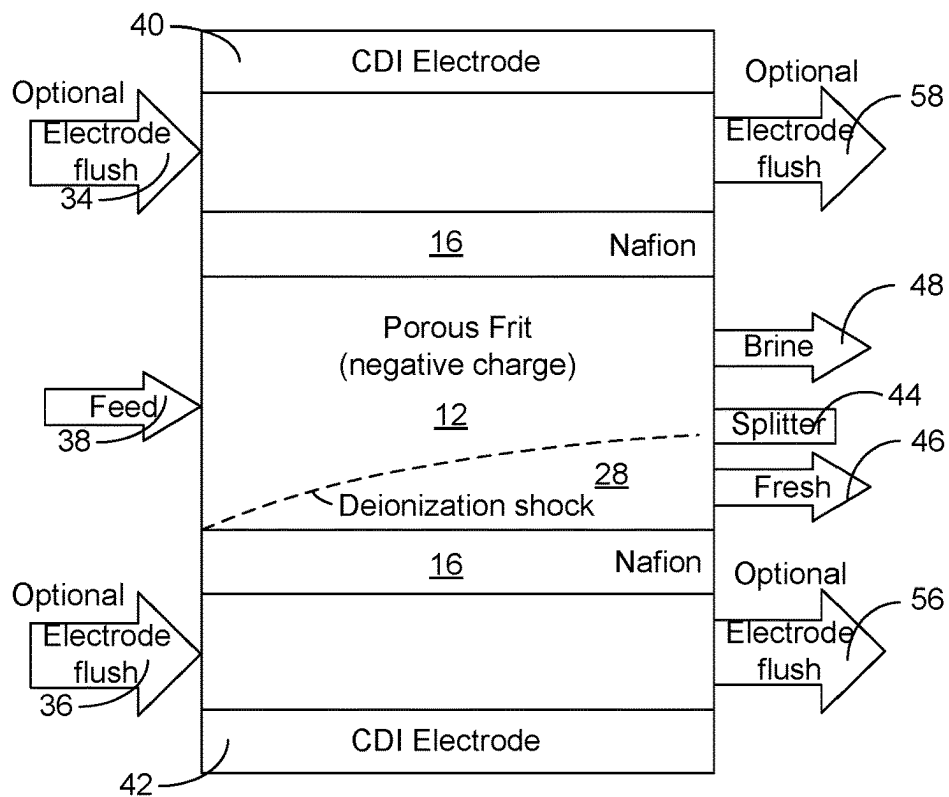 40
CDI Electrode
Optional
Electrode
flush
34
Optional
Electrode
flush
58
16 Nafion
Porous Frit
(negative charge)
12
Feed
38
Brine
48
Splitter
44
Fresh
46
28
Deionization shock
16 Nafion
Optional
Electrode
flush
36
Optional
Electrode
flush
56
CDI Electrode
42